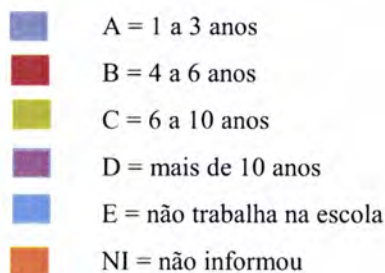 A = 1 a 3 anos
B = 4 a 6 anos
C = 6 a 10 anos
D = mais de 10 anos
E = não trabalha na escola
NI = não informou